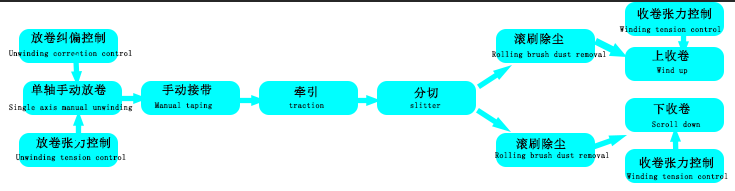 放卷纠偏控制
Unwinding correction control
单轴手动放卷
Single axis manual unwinding
放卷张力控制
Unwinding tension control
手动接带
Manual taping
牵引
traction
分切
slitter
滚刷除尘
Rolling brush dust removal
收卷张力控制
Winding tension control
上收卷
Wind up
滚刷除尘
Rolling brush dust removal
下收卷
Scroll down
收卷张力控制
Winding tension control